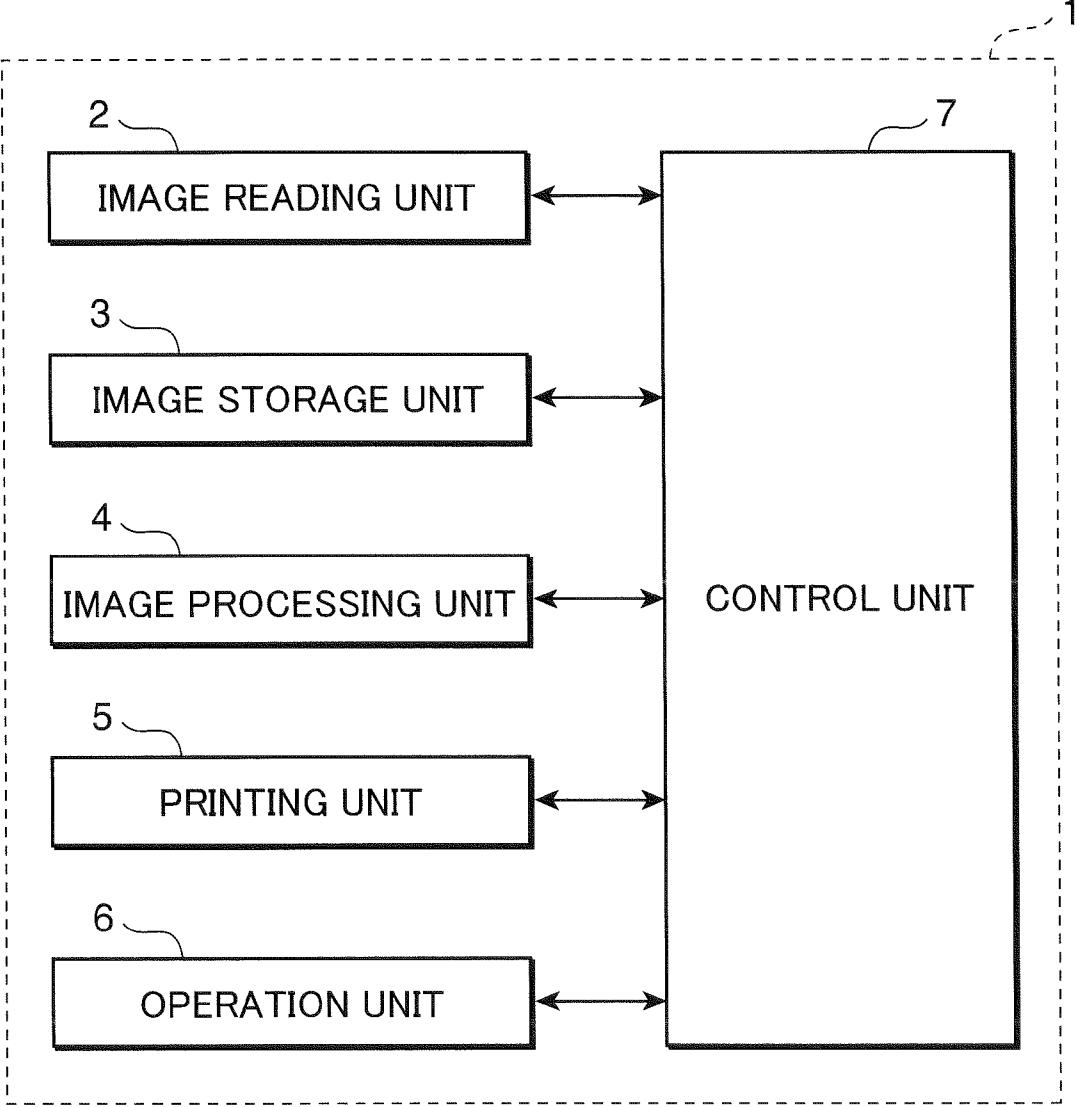 1
2
7
IMAGE READING UNIT
3
IMAGE STORAGE UNIT
4
IMAGE PROCESSING UNIT
CONTROL UNIT
5
PRINTING UNIT
6
OPERATION UNIT